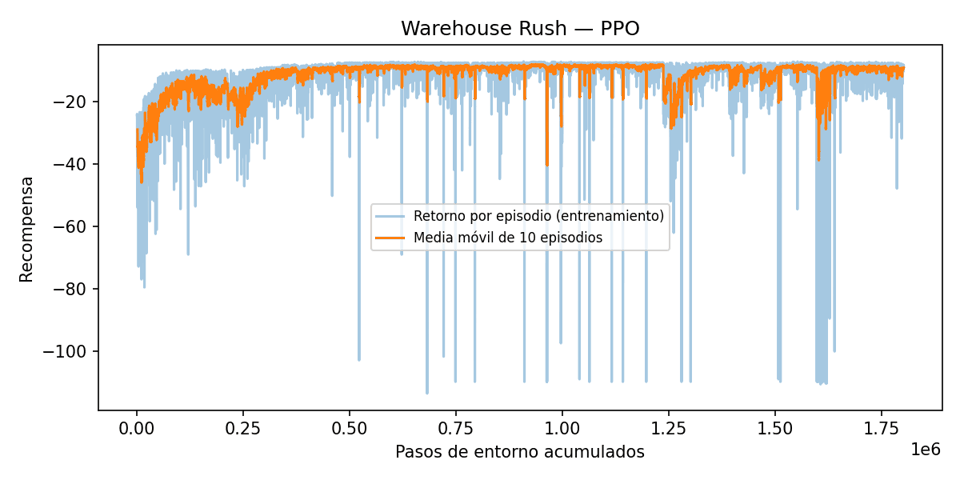 Warehouse Rush — PPO
Recompensa
−20
−40
−60
−80
−100
Retorno por episodio (entrenamiento)
Media móvil de 10 episodios
0.00 0.25 0.50 0.75 1.00 1.25 1.50 1.75
1e6
Pasos de entorno acumulados